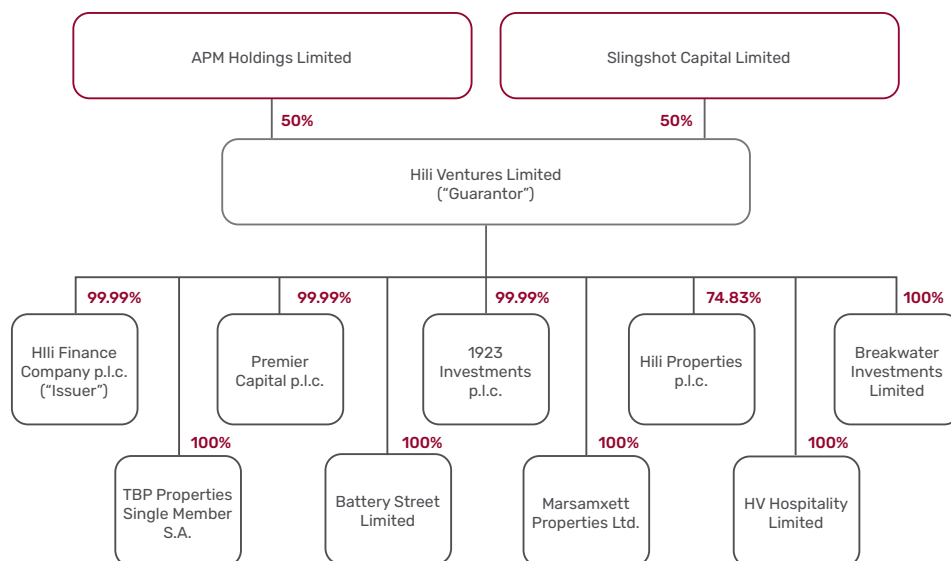 APM Holdings Limited
Slingshot Capital Limited
50%
50%
Hili Ventures Limited
(“Guarantor”)
99.99%
99.99%
99.99%
74.83%
100%
HIli Finance
Company p.l.c.
(“Issuer”)
Premier
Capital p.l.c.
1923
Investments
p.l.c.
Hili Properties
p.l.c.
Breakwater
Investments
Limited
100%
100%
100%
100%
TBP Properties
Single Member
S.A.
Battery Street
Limited
Marsamxett
Properties Ltd.
HV Hospitality
Limited